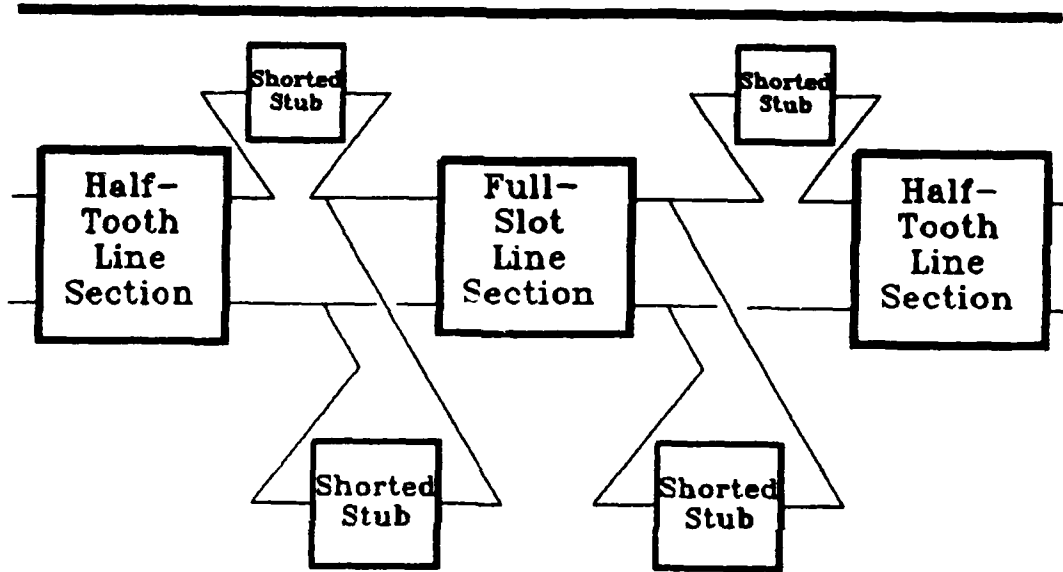 Shorted
Stub
Shorted
Stub
Half-
Tooth
Line
Section
Full-
Slot
Line
Section
Half-
Tooth
Line
Section
Shorted
Stub
Shorted
Stub